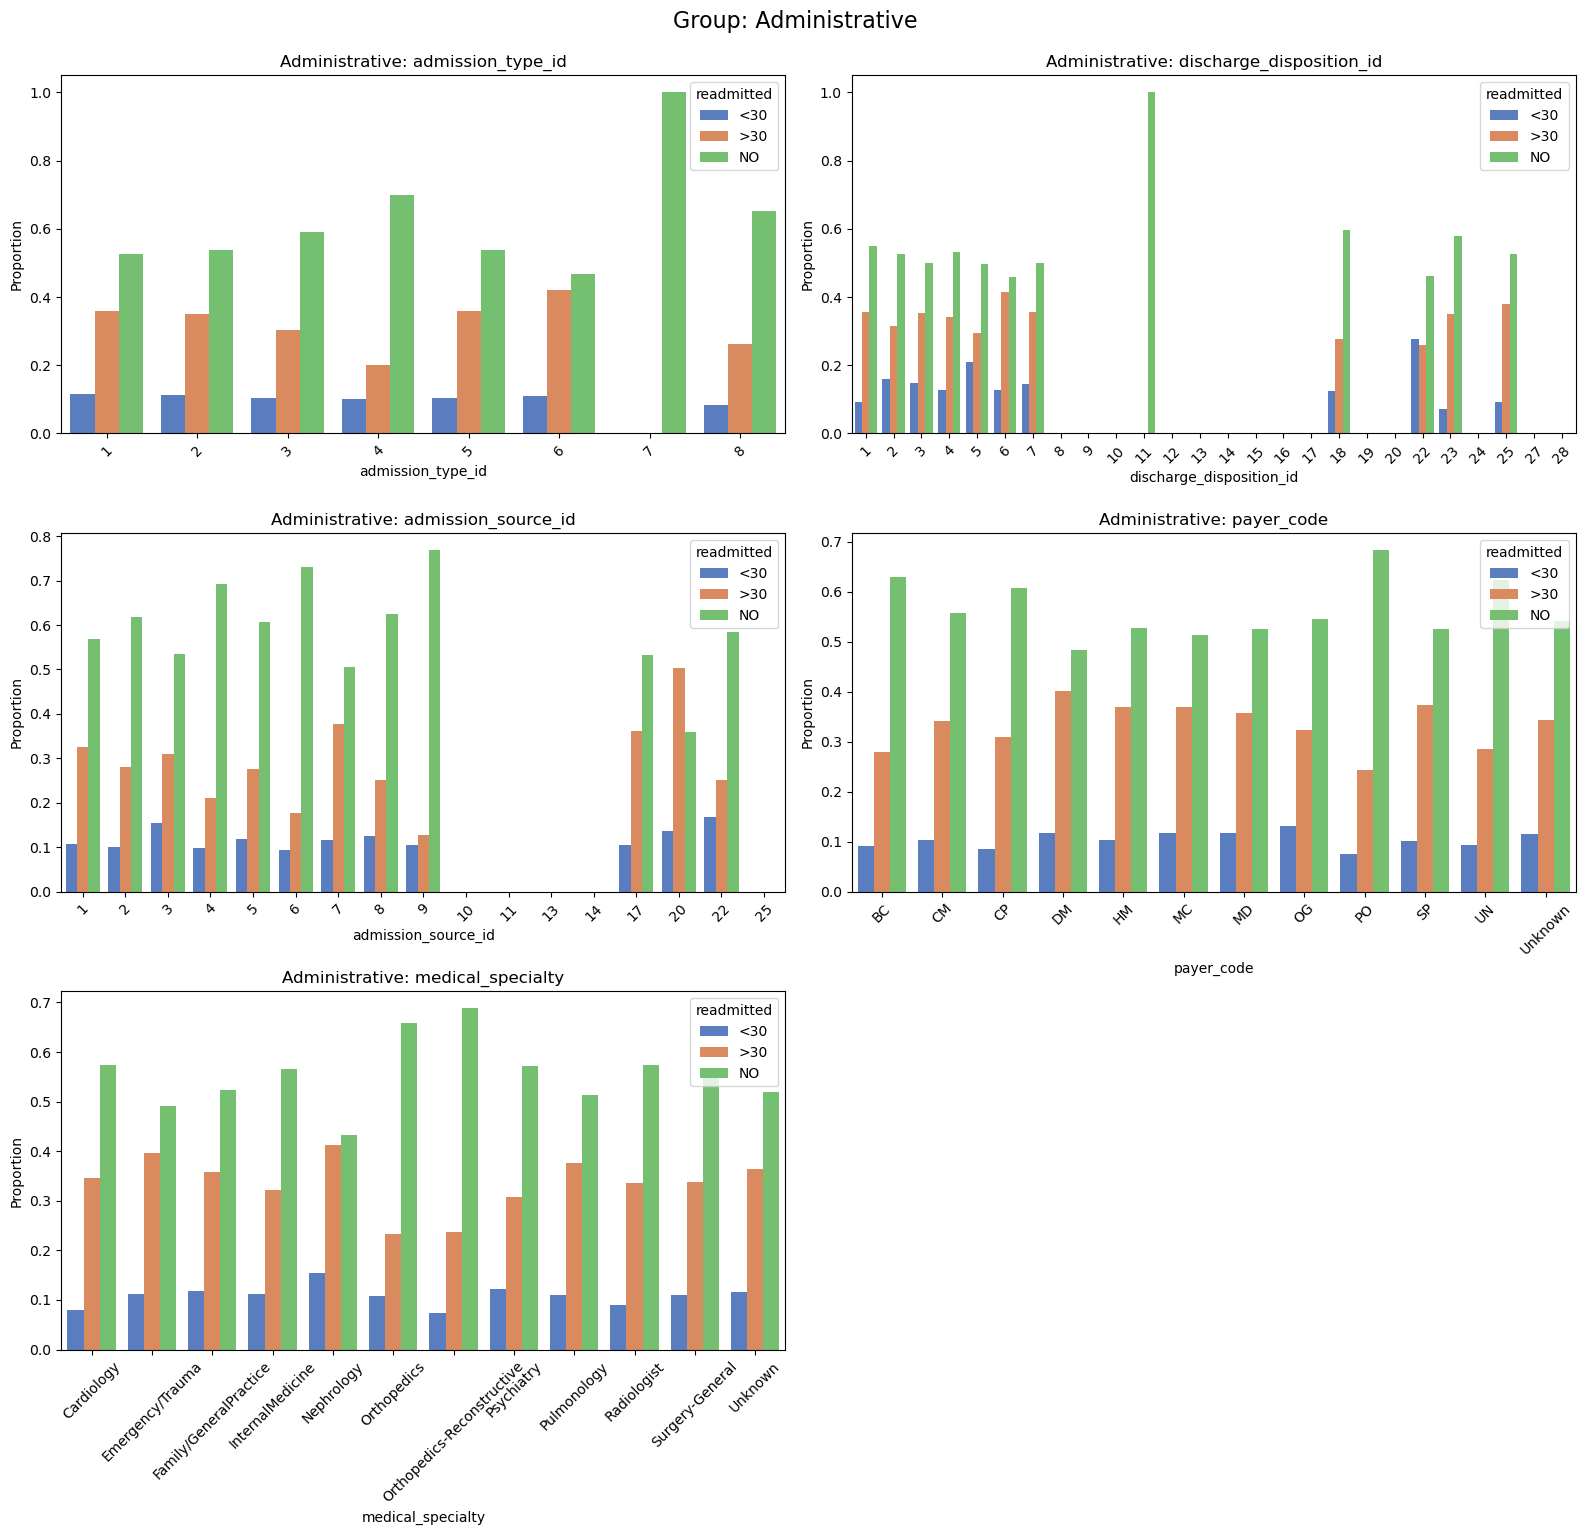 Group: Administrative
Administrative: admission_type_id
Proportion
1.0
0.8
0.6
0.4
0.2
0.0
readmitted
<30
>30
NO
1 2 3 4 5 6 7 8
admission_type_id
Administrative: discharge_disposition_id
Proportion
1.0
0.8
0.6
0.4
0.2
0.0
readmitted
<30
>30
NO
1 2 3 4 5 6 7 8 9 10 11 12 13 14 15 16 17 18 19 20 22 23 24 25 27 28
discharge_disposition_id
Administrative: admission_source_id
Proportion
0.8
0.7
0.6
0.5
0.4
0.3
0.2
0.1
0.0
readmitted
<30
>30
NO
1 2 3 4 5 6 7 8 9 10 11 13 14 17 20 22 25
admission_source_id
Administrative: payer_code
Proportion
0.7
0.6
0.5
0.4
0.3
0.2
0.1
0.0
readmitted
<30
>30
NO
BC CM CP DM HM MC MD OG PO SP UN Unknown
payer_code
Administrative: medical_specialty
Proportion
0.7
0.6
0.5
0.4
0.3
0.2
0.1
0.0
readmitted
<30
>30
NO
Cardiology Emergency/Trauma Family/GeneralPractice InternalMedicine Nephrology Orthopedics Orthopedics-Reconstructive Psychiatry Pulmonology Radiologist Surgery-General Unknown
medical_specialty